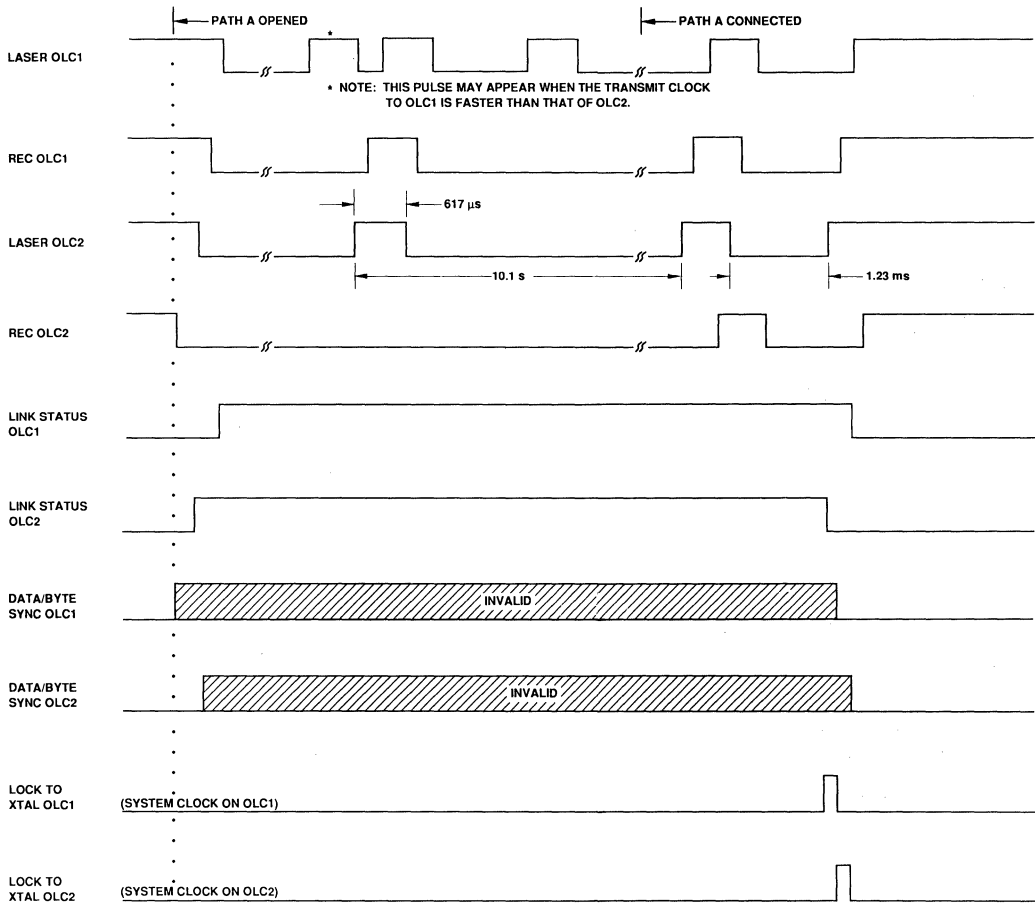 PATH A OPENED
PATH A CONNECTED
LASER OLC1
*
* NOTE: THIS PULSE MAY APPEAR WHEN THE TRANSMIT CLOCK
TO OLC1 IS FASTER THAN THAT OF OLC2.
REC OLC1
617 µs
LASER OLC2
10.1 s
1.23 ms
REC OLC2
LINK STATUS
OLC1
LINK STATUS
OLC2
DATA/BYTE
SYNC OLC1
INVALID
DATA/BYTE
SYNC OLC2
INVALID
LOCK TO
XTAL OLC1
(SYSTEM CLOCK ON OLC1)
LOCK TO
XTAL OLC2
(SYSTEM CLOCK ON OLC2)